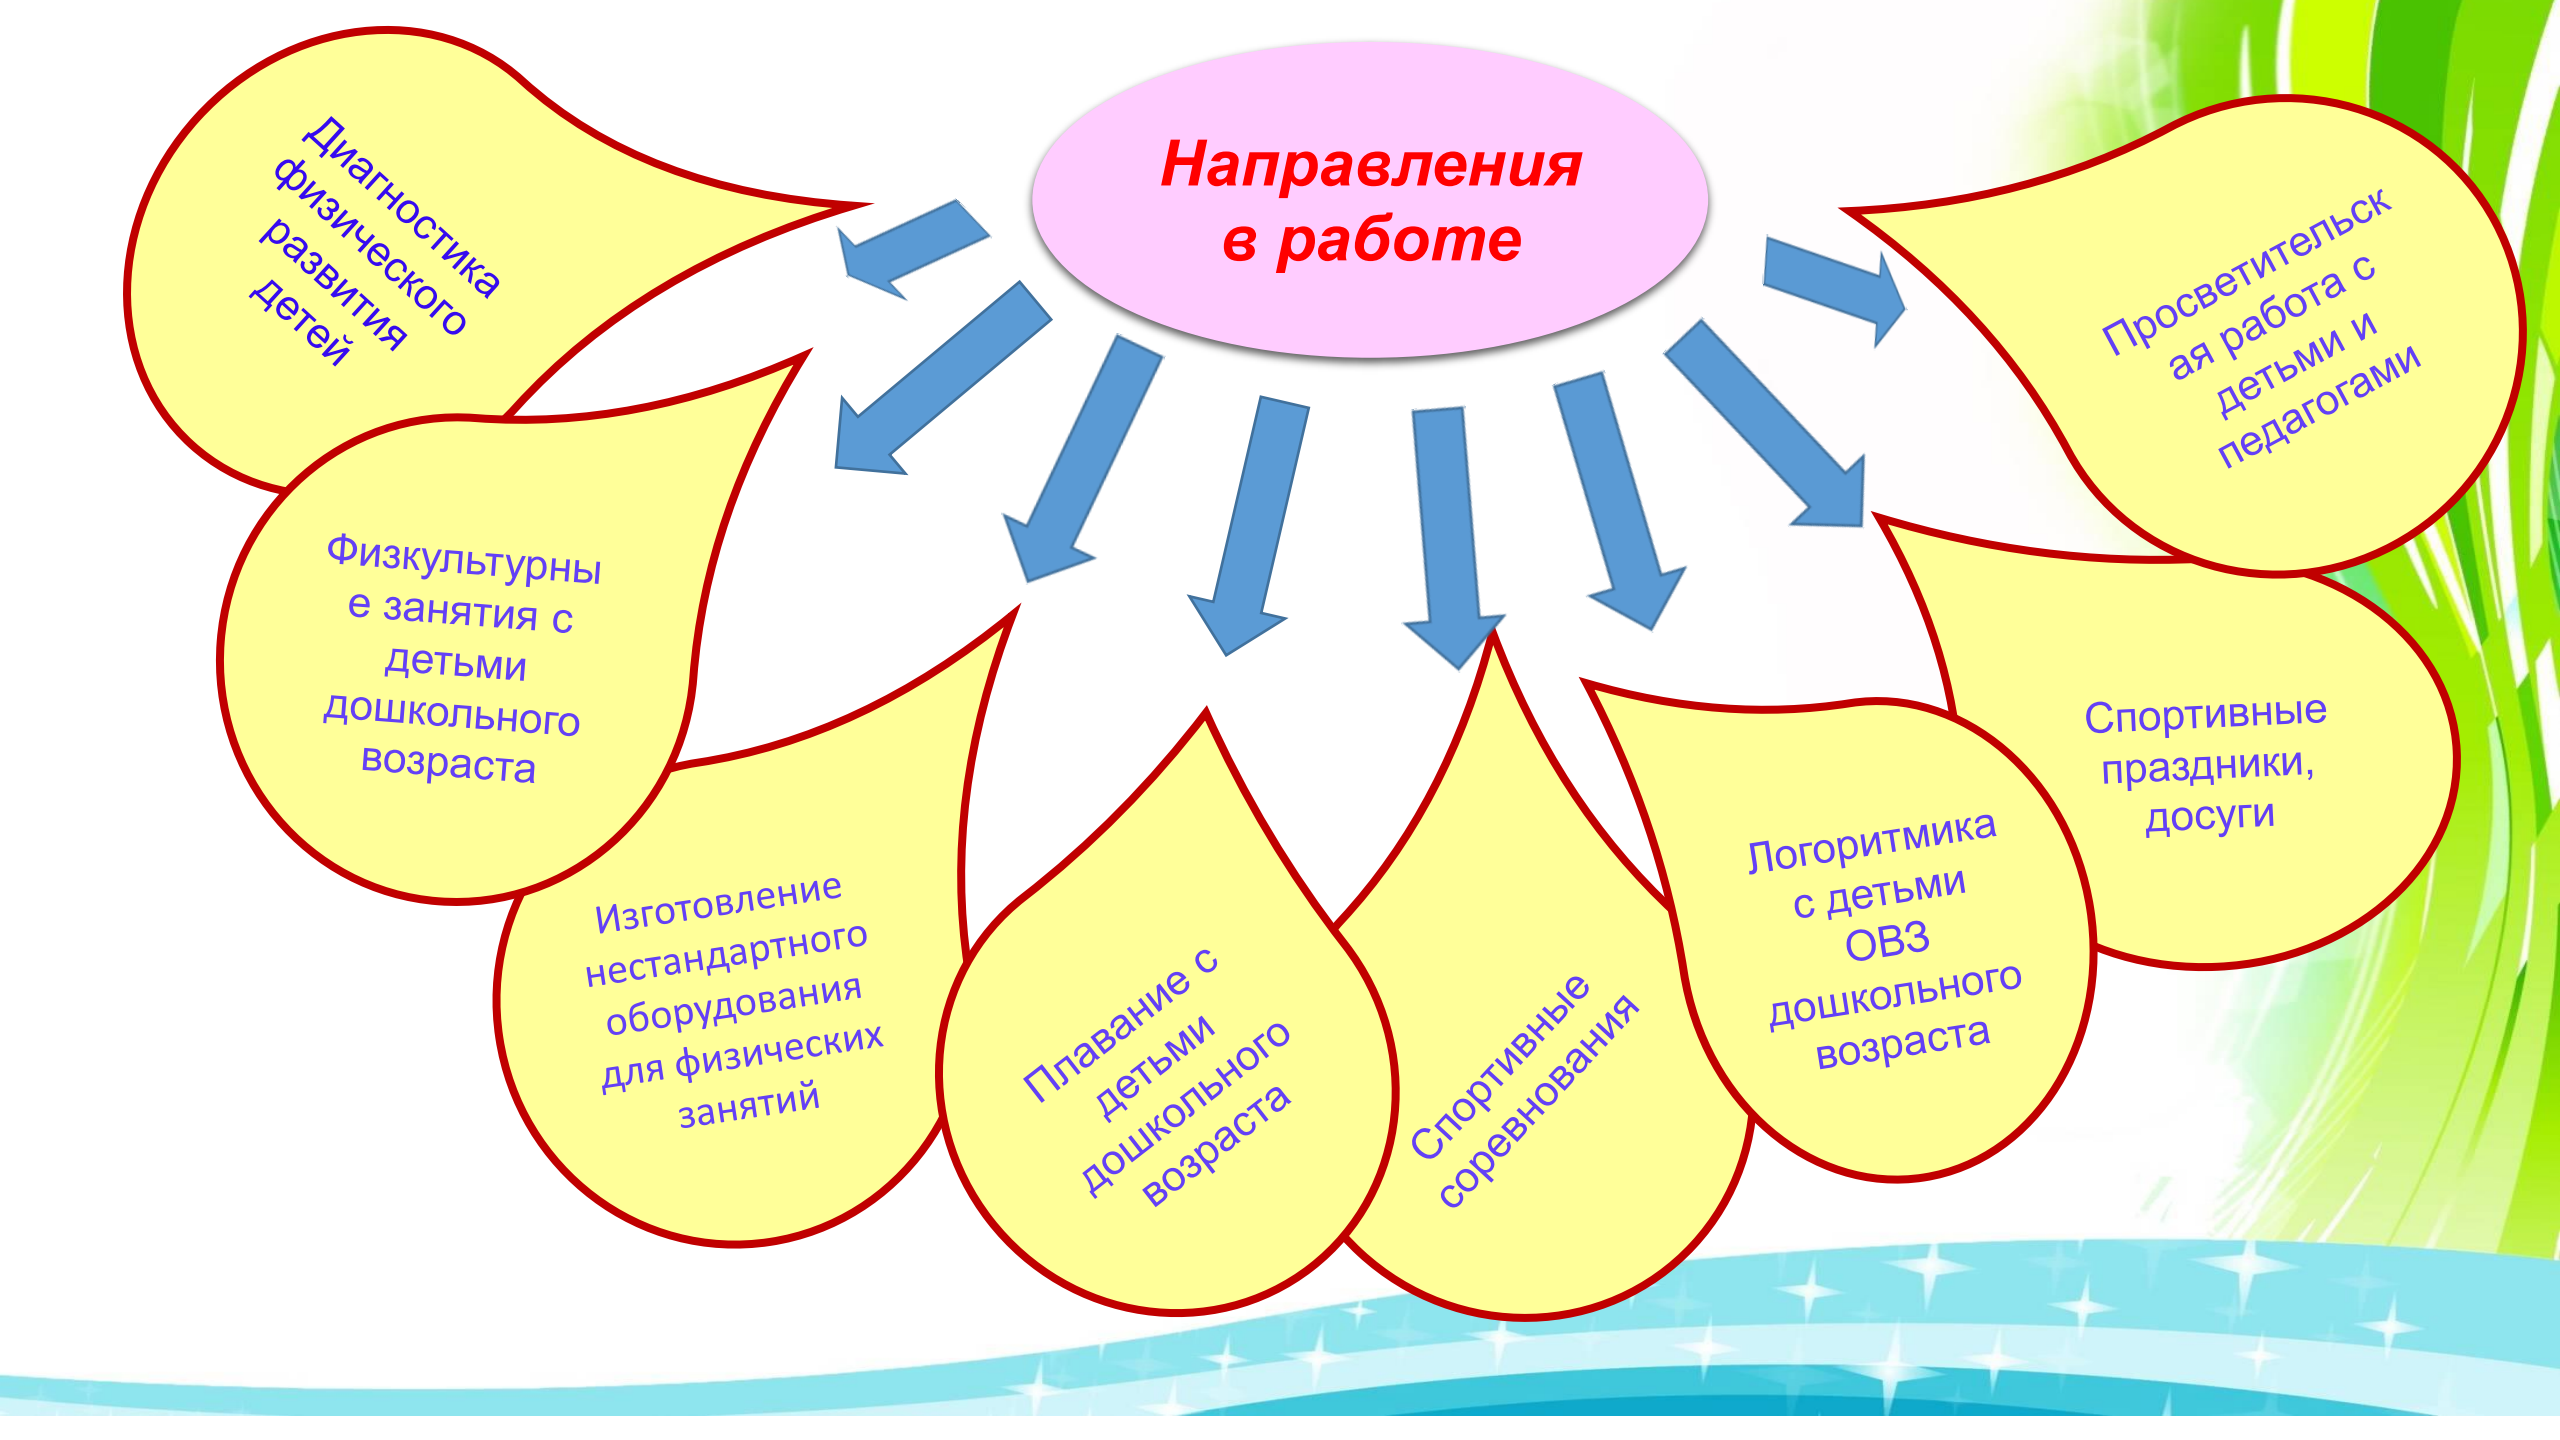 Направления
в работе
Диагностика
физического
развития
детей
Физкультурны
е занятия с
детьми
дошкольного
возраста
Изготовление
нестандартного
оборудования
для физических
занятий
Плавание с
детьми
дошкольного
возраста
Спортивные
соревнования
Логоритмика
с детьми
ОВЗ
дошкольного
возраста
Спортивные
праздники,
досуги
Просветительск
ая работа с
детьми и
педагогами